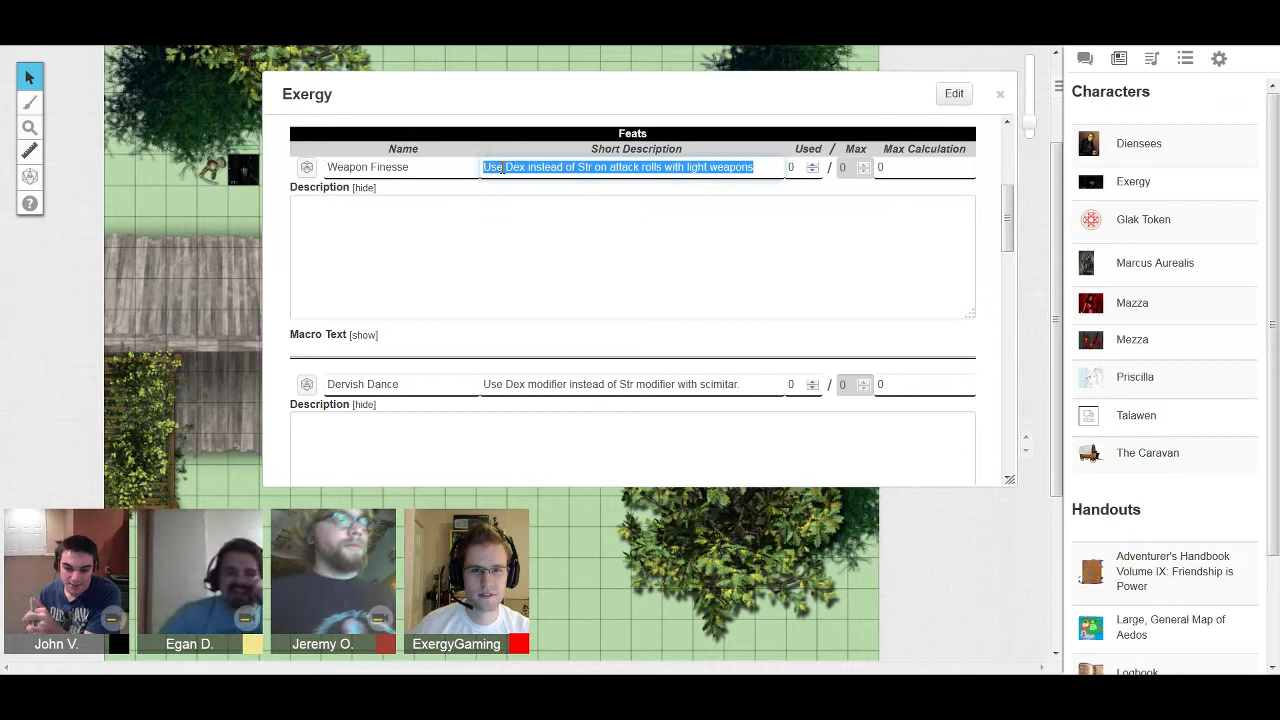 Exergy
Edit
×
Feats
Name Short Description Used / Max Max Calculation
Weapon Finesse Use Dex instead of Str on attack rolls with light weapons 0 / 0 0
Description [hide]
Macro Text [show]
Dervish Dance Use Dex modifier instead of Str modifier with scimitar. 0 / 0 0
Description [hide]
John V.
Egan D.
Jeremy O.
ExergyGaming
Characters
Diensees
Exergy
Glak Token
Marcus Aurealis
Mazza
Mezza
Priscilla
Talawen
The Caravan
Handouts
Adventurer's Handbook
Volume IX: Friendship is
Power
Large, General Map of
Aedos
Logbook